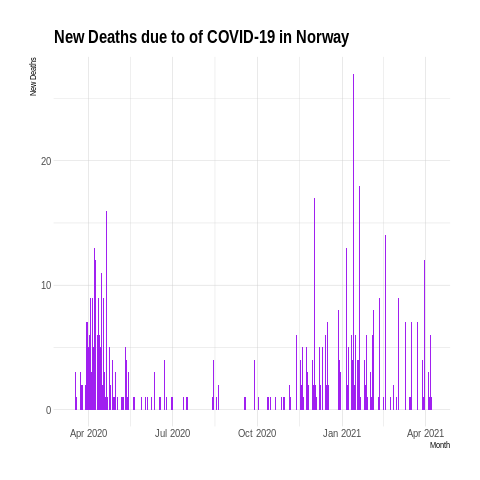 New Deaths due to of COVID-19 in Norway
New Deaths
20
10
0
Apr 2020 Jul 2020 Oct 2020 Jan 2021 Apr 2021
Month